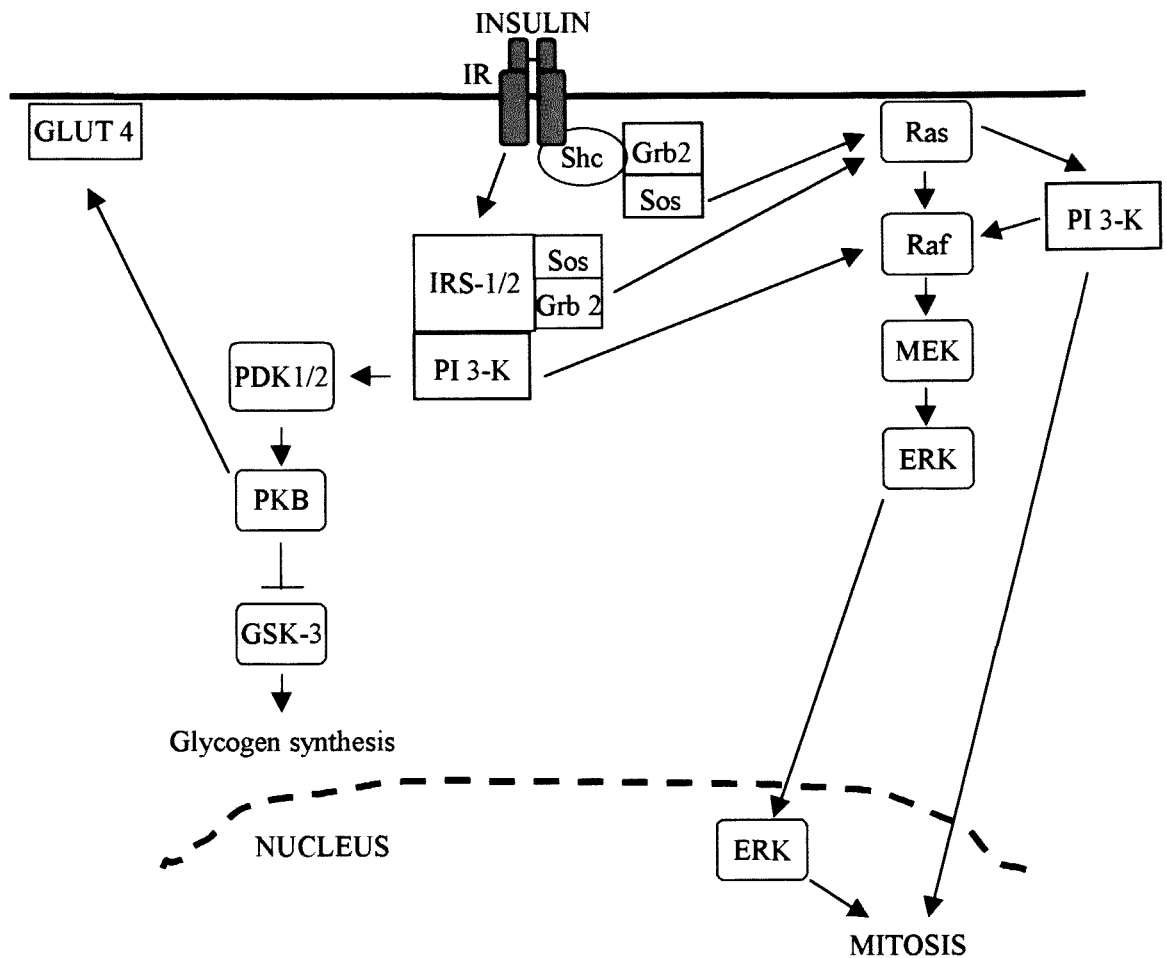 INSULIN
IR
GLUT 4
Shc
Grb2
Sos
Ras
PI 3-K
Raf
IRS-1/2
Sos
Grb 2
PI 3-K
PDK1/2
MEK
ERK
PKB
GSK-3
Glycogen synthesis
NUCLEUS
ERK
MITOSIS